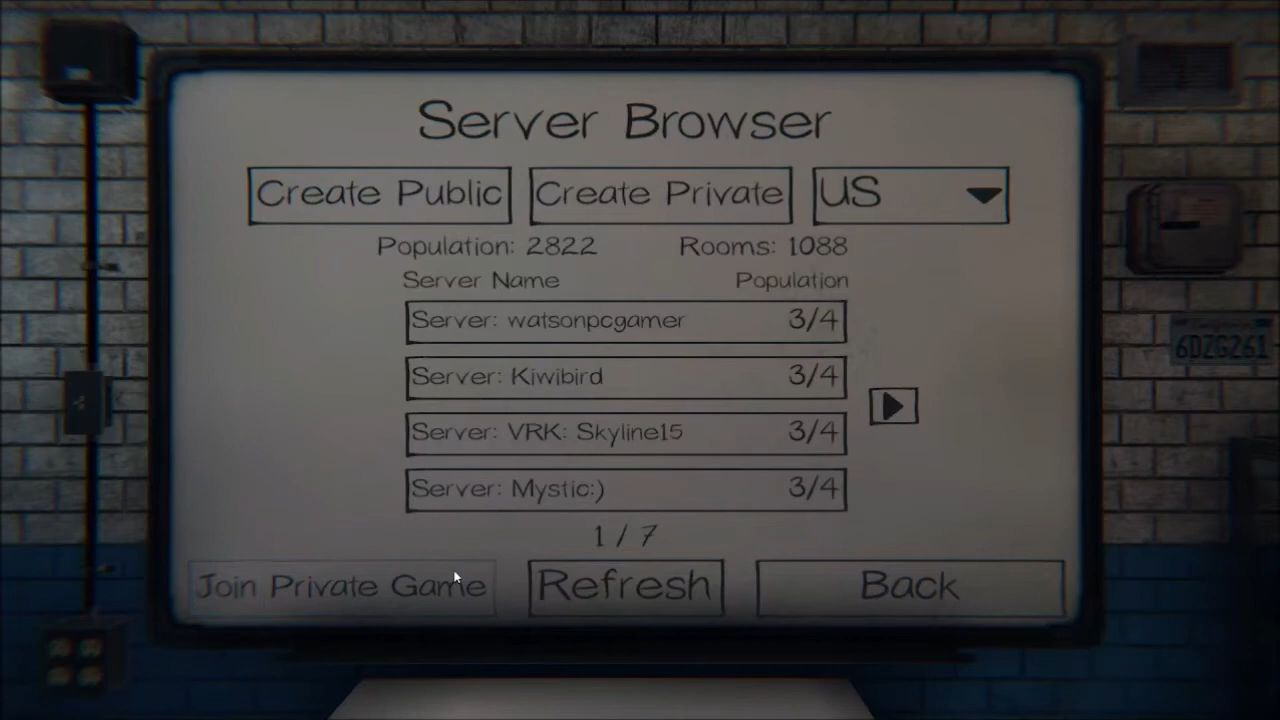 Server Browser
Create Public Create Private US
Population: 2822 Rooms: 1088
Server Name Population
Server: watsonpcgamer 3/4
Server: Kiwibird 3/4
Server: VRK: Skyline15 3/4
Server: Mystic:) 3/4
1 / 7
Join Private Game Refresh Back
6DZG261